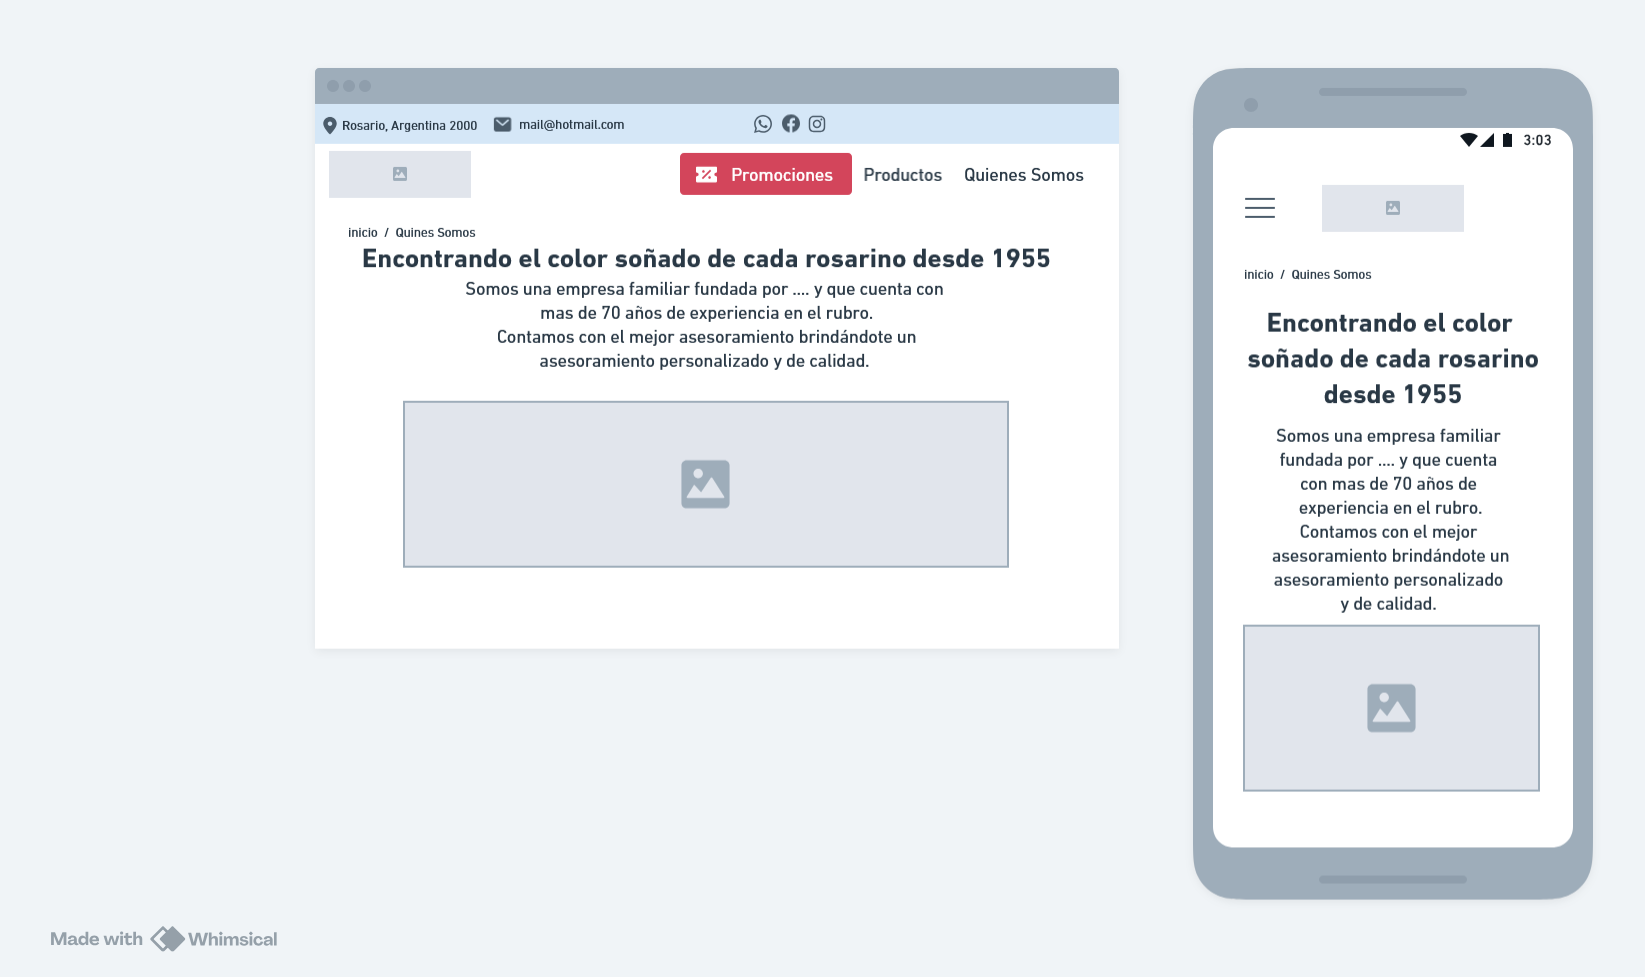 Rosario, Argentina 2000 mail@hotmail.com
Promociones Productos Quienes Somos
inicio / Quines Somos
Encontrando el color soñado de cada rosarino desde 1955
Somos una empresa familiar fundada por .... y que cuenta con
mas de 70 años de experiencia en el rubro.
Contamos con el mejor asesoramiento brindándote un
asesoramiento personalizado y de calidad.
3:03
inicio / Quines Somos
Encontrando el color
soñado de cada rosarino
desde 1955
Somos una empresa familiar
fundada por .... y que cuenta
con mas de 70 años de
experiencia en el rubro.
Contamos con el mejor
asesoramiento brindándote un
asesoramiento personalizado
y de calidad.
Made with Whimsical